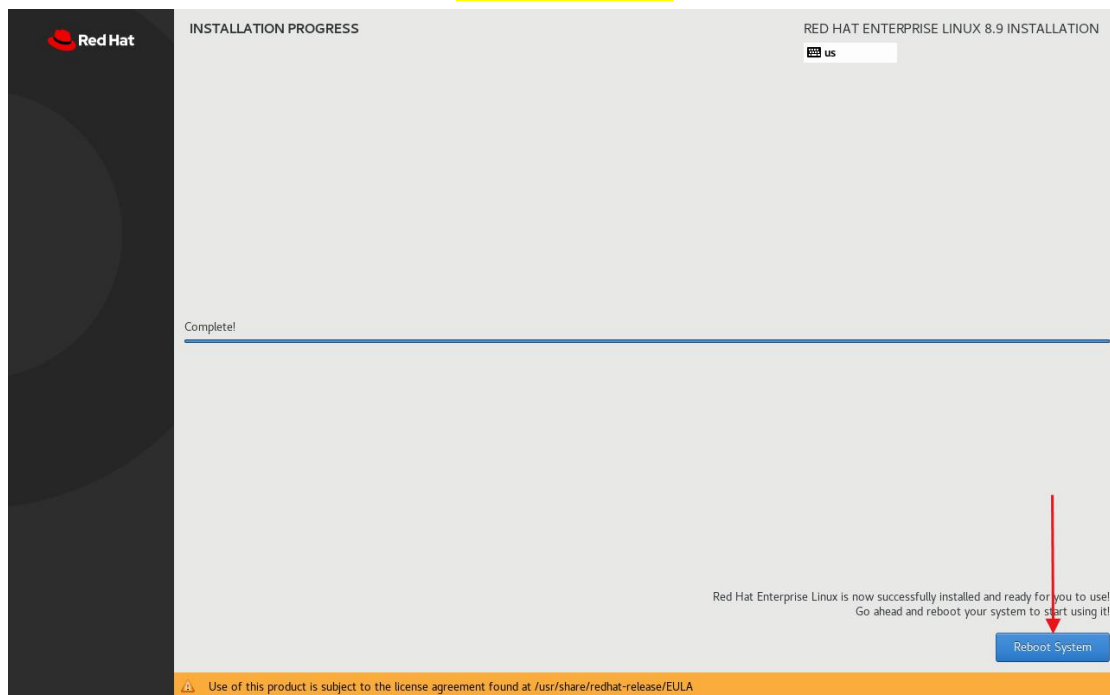 Red Hat
INSTALLATION PROGRESS
RED HAT ENTERPRISE LINUX 8.9 INSTALLATION
us
Complete!
Red Hat Enterprise Linux is now successfully installed and ready for you to use!
Go ahead and reboot your system to start using it!
Reboot System
Use of this product is subject to the license agreement found at /usr/share/redhat-release/EULA